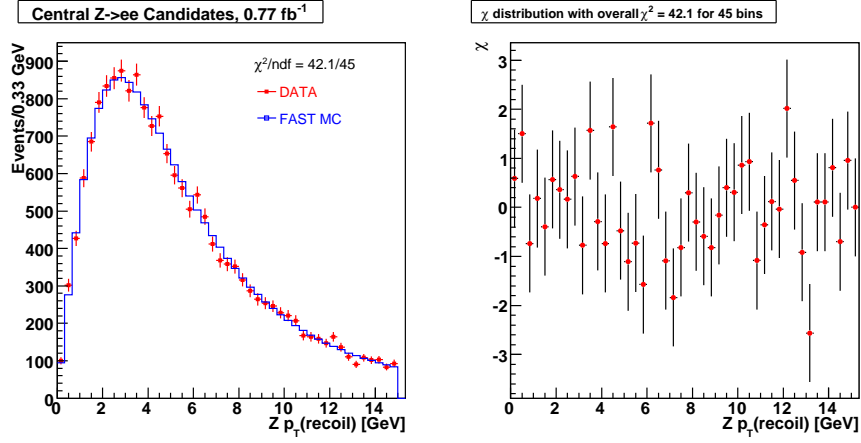 Central Z->ee Candidates, 0.77 fb⁻¹
Events/0.33 GeV
900
800
700
600
500
400
300
200
100
0
0 2 4 6 8 10 12 14
Z p_T(recoil) [GeV]
χ²/ndf = 42.1/45
DATA
FAST MC
χ distribution with overall χ² = 42.1 for 45 bins
χ
3
2
1
0
-1
-2
-3
0 2 4 6 8 10 12 14
Z p_T(recoil) [GeV]